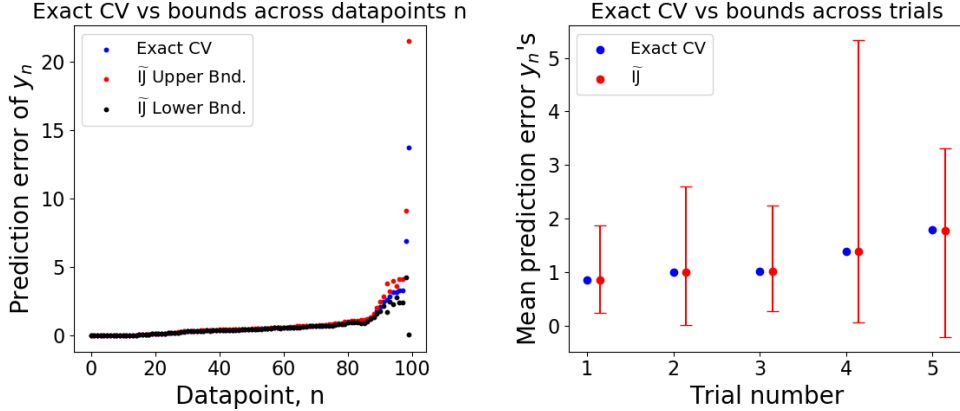 Exact CV vs bounds across datapoints n
Prediction error of yₙ
20
15
10
5
0
Exact CV
ĨJ Upper Bnd.
ĨJ Lower Bnd.
0 20 40 60 80 100
Datapoint, n
Exact CV vs bounds across trials
Mean prediction error yₙ's
5
4
3
2
1
0
Exact CV
ĨJ
1 2 3 4 5
Trial number